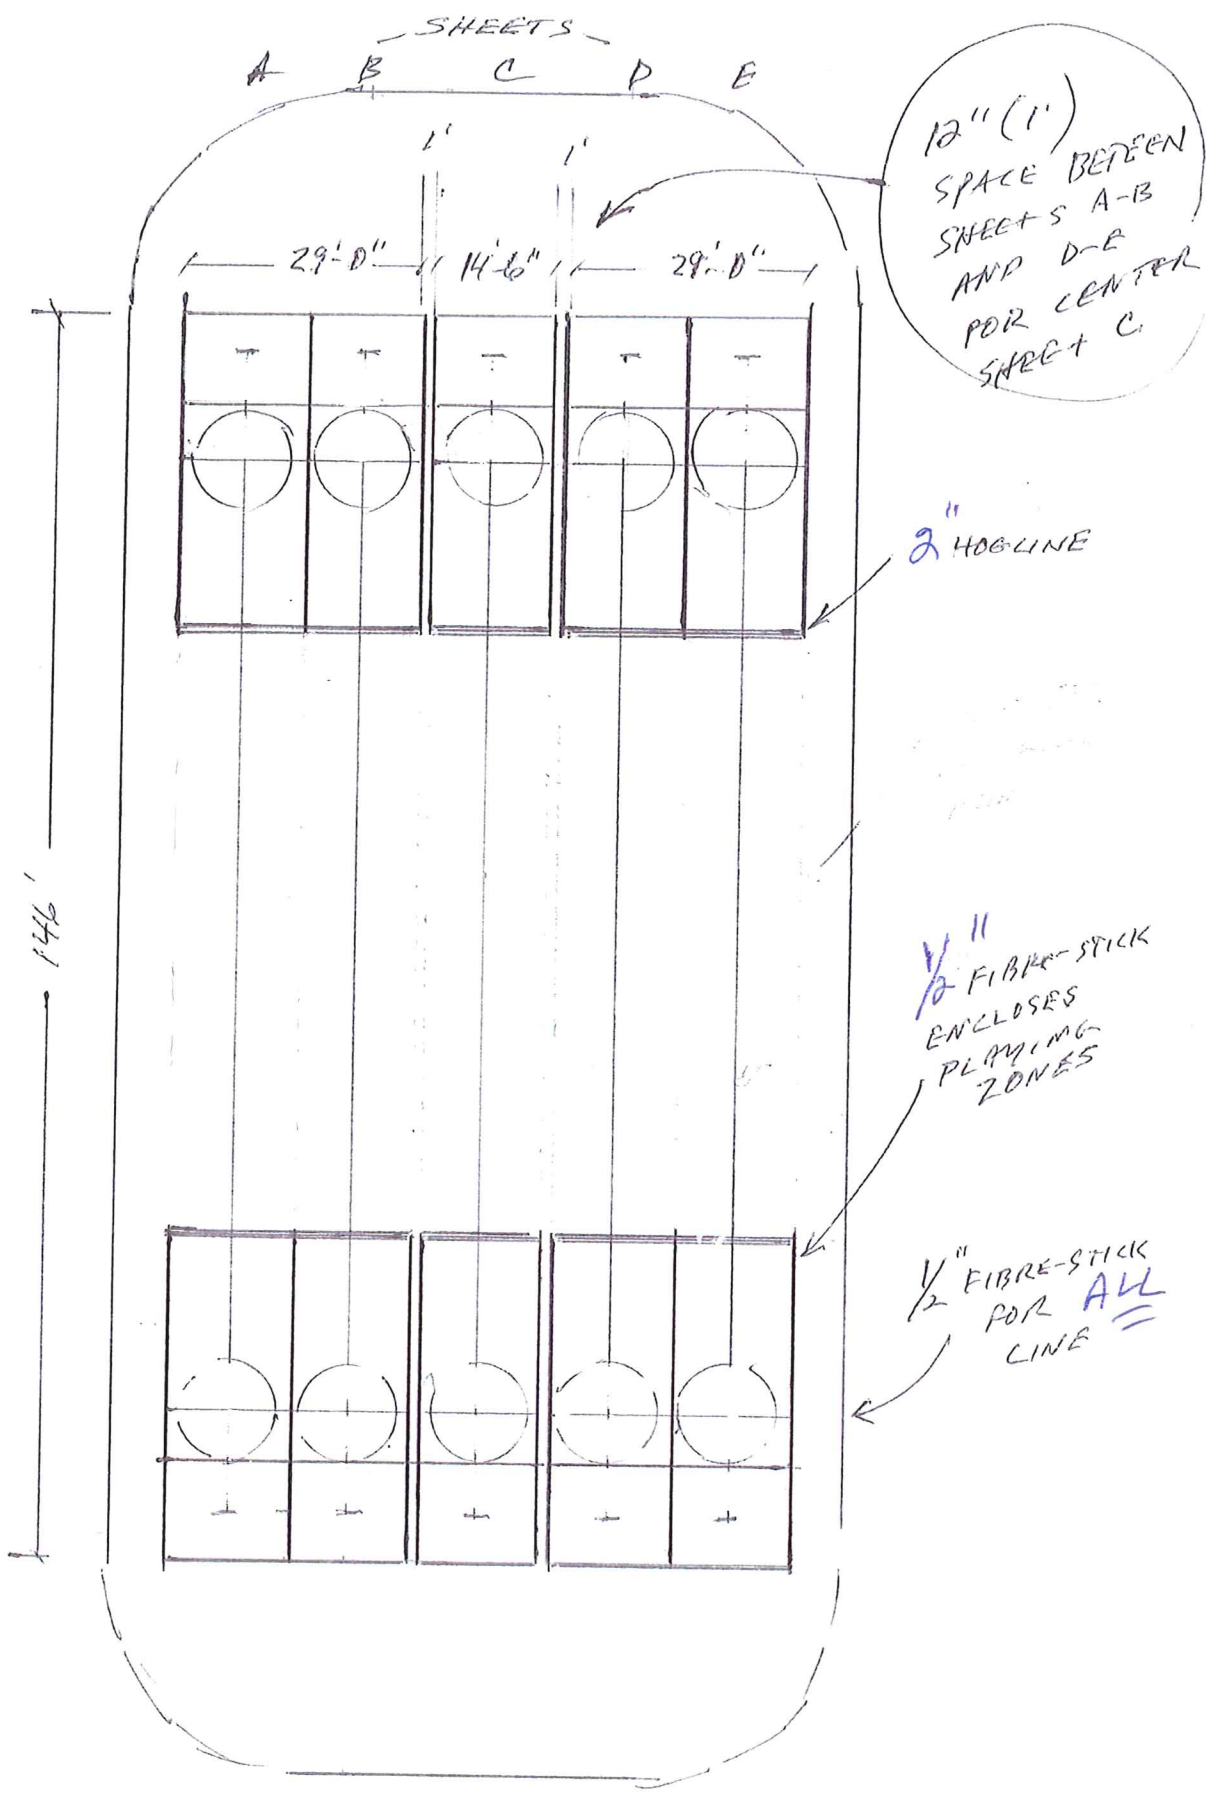 SHEETS
A B C D E
1' 1'
29'-0" 14'-6" 29'-0"
12" (1')
SPACE BETEEN
SHEETS A-B
AND D-E
FOR CENTER
SHEET C.
2" HOGLINE
146'
1/2"
FIBRE-STICK
ENCLOSES
PLAYING
ZONES
1/2" FIBRE-STICK
FOR ALL
LINE